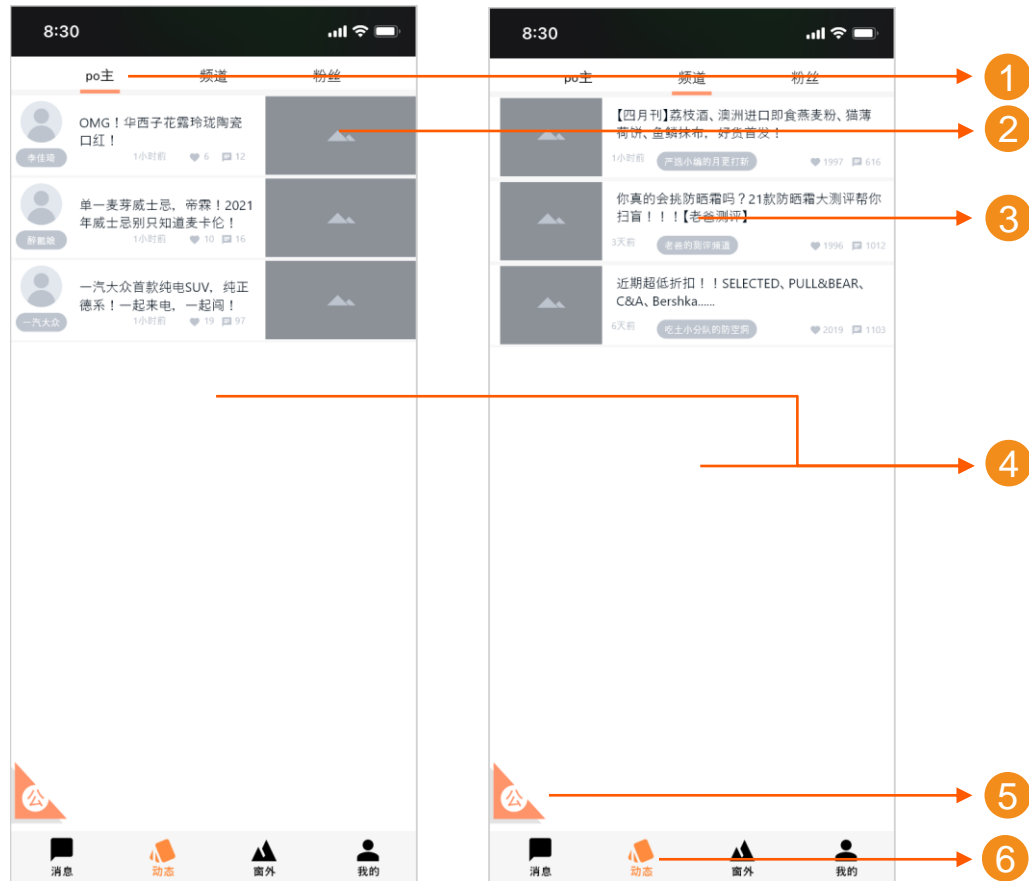 8:30
po主 频道 粉丝
OMG！华西子花露玲珑陶瓷
口红！
李佳琦 1小时前 6 12
单一麦芽威士忌，帝霖！2021
年威士忌别只知道麦卡伦！
1小时前 10 16
一汽大众首款纯电SUV，纯正
德系！一起来电，一起闯！
一汽大众 1小时前 19 97
公
消息 动态 窗外 我的
8:30
po主 频道 粉丝
【四月刊】荔枝酒、澳洲进口即食燕麦粉、猫薄
荷饼、鱼鳞抹布，好货首发！
1小时前 严选小编的月更打新 1997 616
你真的会挑防晒霜吗？21款防晒霜大测评帮你
扫盲！！！【老爸测评】
3天前 老爸的测评频道 1996 1012
近期超低折扣！！SELECTED、PULL&BEAR、
C&A、Bershka......
6天前 吃土小分队的防空洞 2019 1103
公
消息 动态 窗外 我的
1
2
3
4
5
6